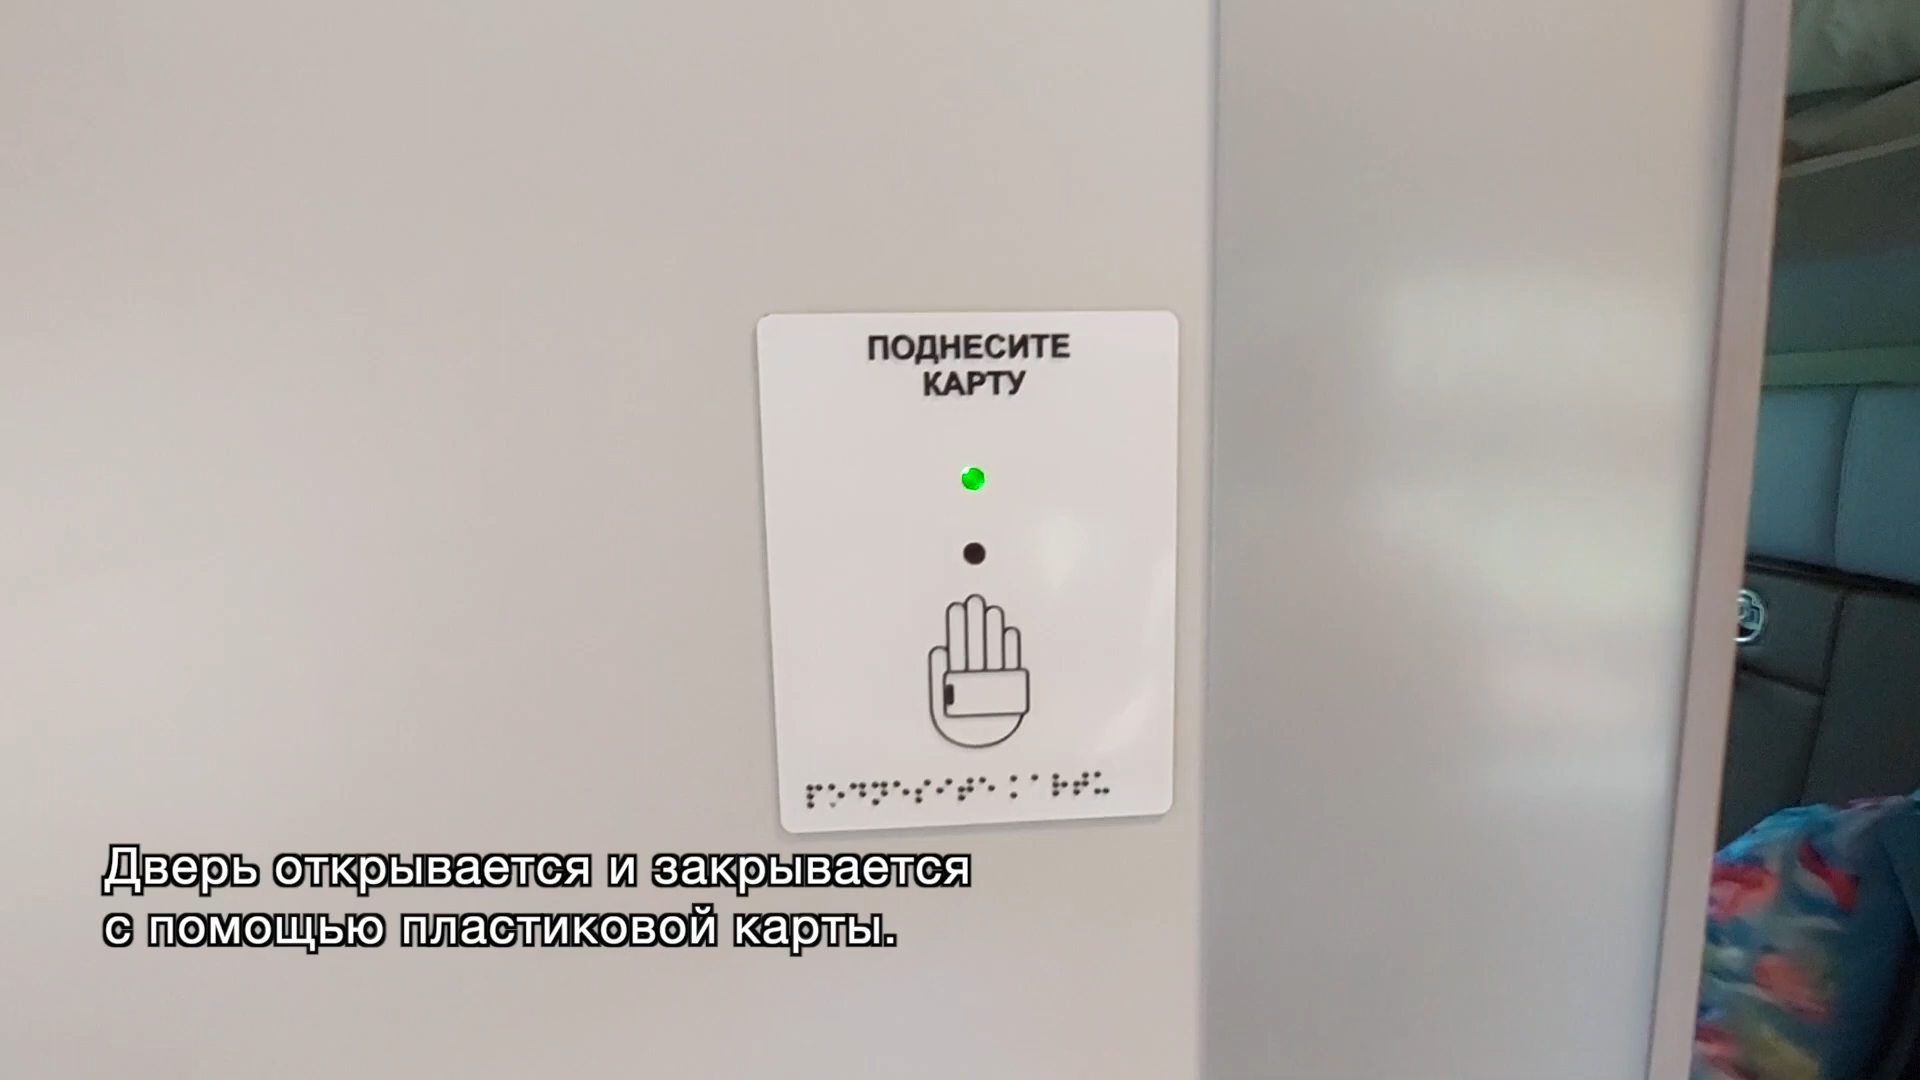 ПОДНЕСИТЕ
КАРТУ
Дверь открывается и закрывается
с помощью пластиковой карты.